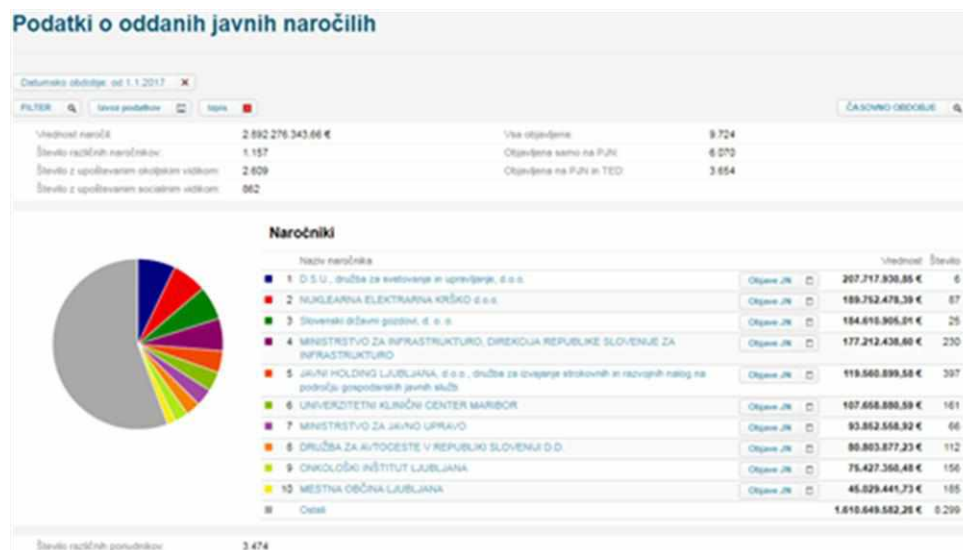 Podatki o oddanih javnih naročilih
Datumsko obdobje: od 1.1.2017 ×
FILTER Izvoz podatkov Izpis ČASOVNO OBDOBJE
Vrednost naročil: 2.892.276.343,66 € Vsa objavljena: 9.724
Število različnih naročnikov: 1.157 Objavljena samo na PJN: 6.070
Število z upoštevanim okoljskim vidikom: 2.609 Objavljena na PJN in TED: 3.654
Število z upoštevanim socialnim vidikom: 862
Naročniki
Naziv naročnika Vrednost Število
1 D.S.U., družba za svetovanje in upravljanje, d.o.o. Objave JN 207.717.930,85 € 6
2 NUKLEARNA ELEKTRARNA KRŠKO d.o.o. Objave JN 189.752.478,39 € 87
3 Slovenski državni gozdovi, d. o. o. Objave JN 184.610.905,01 € 25
4 MINISTRSTVO ZA INFRASTRUKTURO, DIREKCIJA REPUBLIKE SLOVENIJE ZA Objave JN 177.212.438,60 € 230
INFRASTRUKTURO
5 JAVNI HOLDING LJUBLJANA, d.o.o., družba za izvajanje strokovnih in razvojnih nalog na Objave JN 119.560.899,58 € 397
področju gospodarskih javnih služb
6 UNIVERZITETNI KLINIČNI CENTER MARIBOR Objave JN 107.658.880,59 € 161
7 MINISTRSTVO ZA JAVNO UPRAVO Objave JN 93.852.558,92 € 66
8 DRUŽBA ZA AVTOCESTE V REPUBLIKI SLOVENIJI D.D. Objave JN 80.803.877,23 € 112
9 ONKOLOŠKI INŠTITUT LJUBLJANA Objave JN 75.427.350,48 € 156
10 MESTNA OBČINA LJUBLJANA Objave JN 45.029.441,73 € 185
Ostali 1.610.649.582,28 € 8.299
Število različnih ponudnikov: 3.474